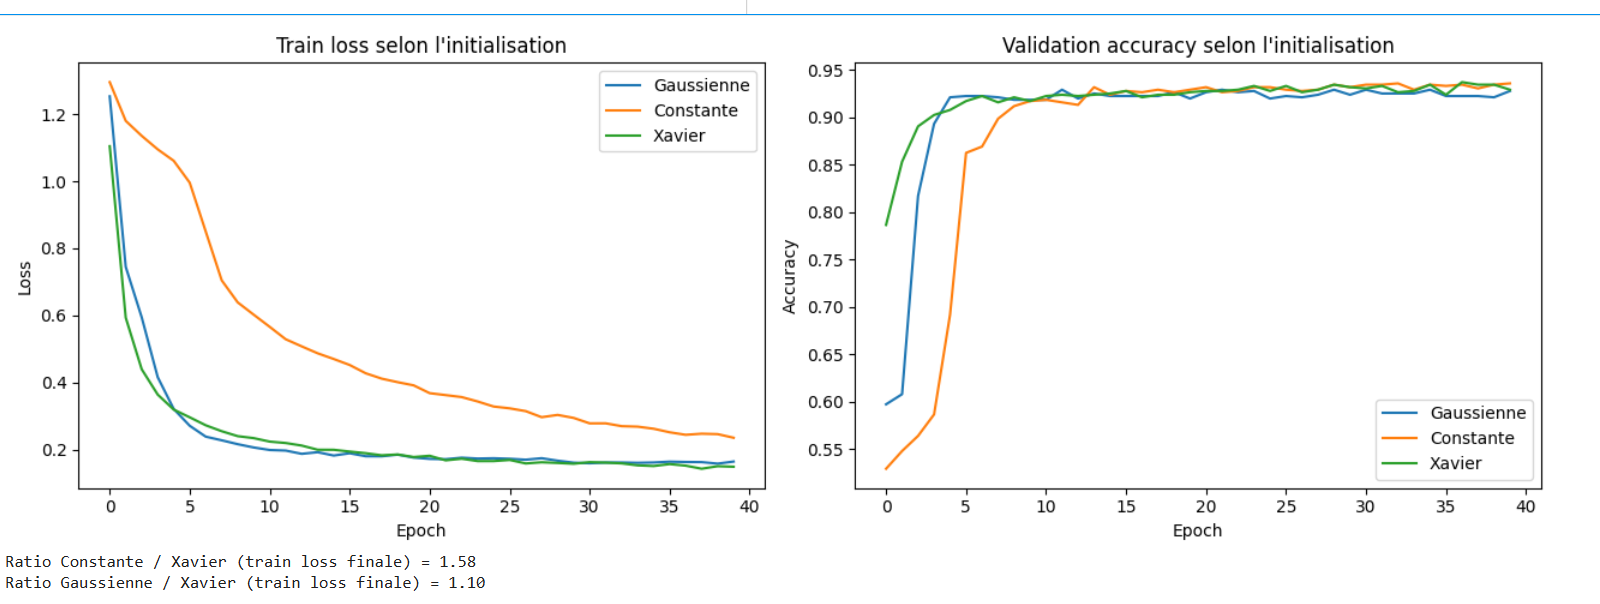 Train loss selon l'initialisation
Loss
1.2
1.0
0.8
0.6
0.4
0.2
Gaussienne
Constante
Xavier
0 5 10 15 20 25 30 35 40
Epoch
Validation accuracy selon l'initialisation
Accuracy
0.95
0.90
0.85
0.80
0.75
0.70
0.65
0.60
0.55
Gaussienne
Constante
Xavier
0 5 10 15 20 25 30 35 40
Epoch
Ratio Constante / Xavier (train loss finale) = 1.58
Ratio Gaussienne / Xavier (train loss finale) = 1.10